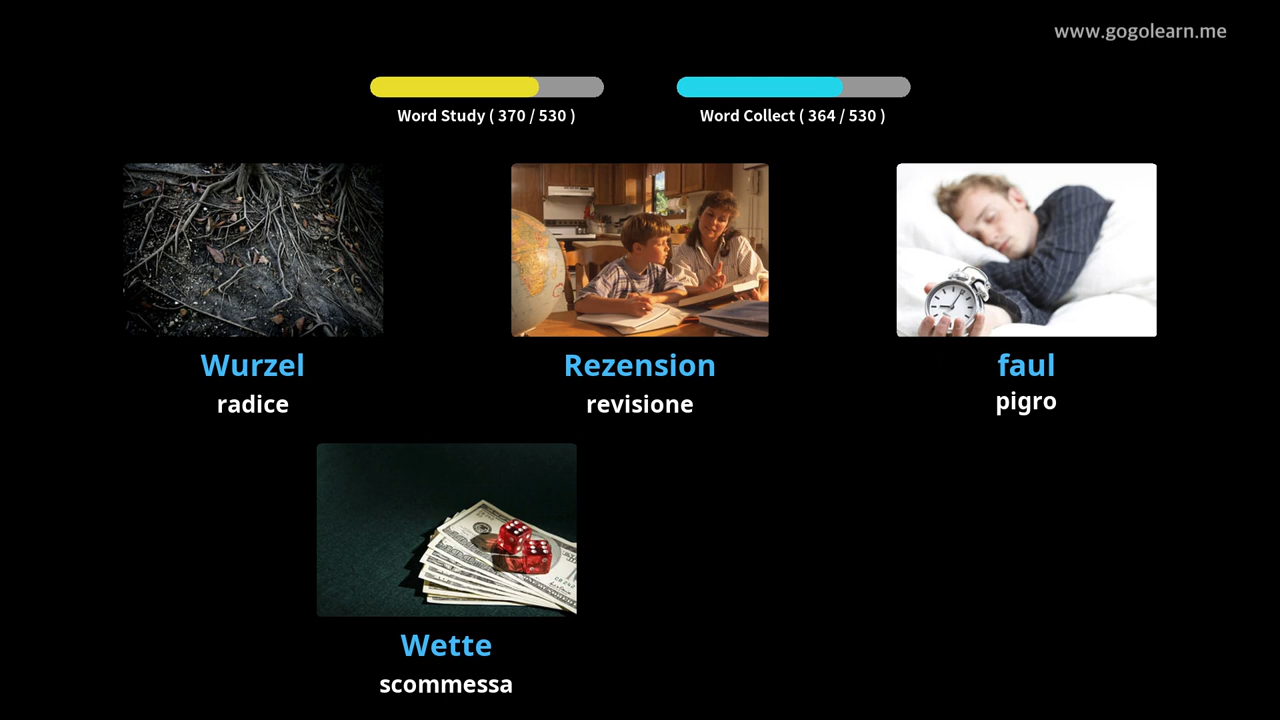 www.gogolearn.me
Word Study ( 370 / 530 )
Word Collect ( 364 / 530 )
Wurzel
radice
Rezension
revisione
faul
pigro
Wette
scommessa